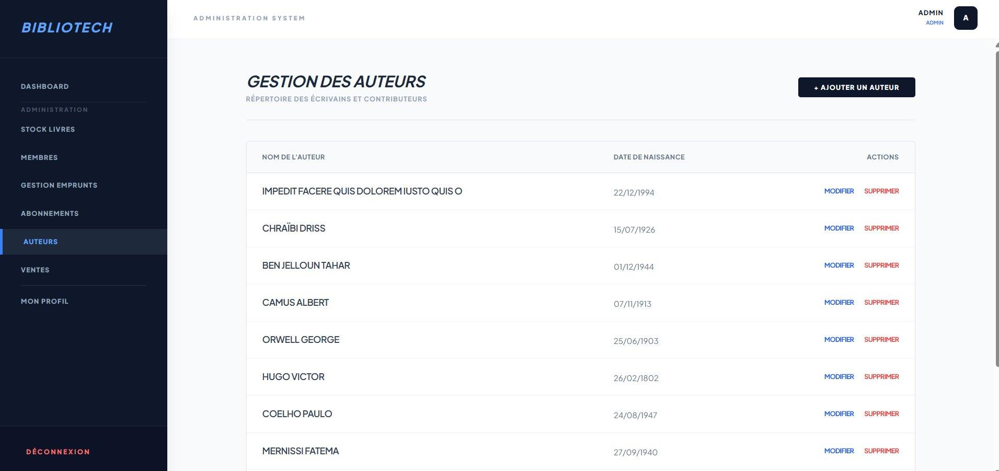 BIBLIOTECH
DASHBOARD
ADMINISTRATION
STOCK LIVRES
MEMBRES
GESTION EMPRUNTS
ABONNEMENTS
AUTEURS
VENTES
MON PROFIL
DÉCONNEXION
ADMINISTRATION SYSTEM
ADMIN
ADMIN
A
GESTION DES AUTEURS
RÉPERTOIRE DES ÉCRIVAINS ET CONTRIBUTEURS
+ AJOUTER UN AUTEUR
NOM DE L'AUTEUR DATE DE NAISSANCE ACTIONS
IMPEDIT FACERE QUIS DOLOREM IUSTO QUIS O 22/12/1994 MODIFIER SUPPRIMER
CHRAÏBI DRISS 15/07/1926 MODIFIER SUPPRIMER
BEN JELLOUN TAHAR 01/12/1944 MODIFIER SUPPRIMER
CAMUS ALBERT 07/11/1913 MODIFIER SUPPRIMER
ORWELL GEORGE 25/06/1903 MODIFIER SUPPRIMER
HUGO VICTOR 26/02/1802 MODIFIER SUPPRIMER
COELHO PAULO 24/08/1947 MODIFIER SUPPRIMER
MERNISSI FATEMA 27/09/1940 MODIFIER SUPPRIMER